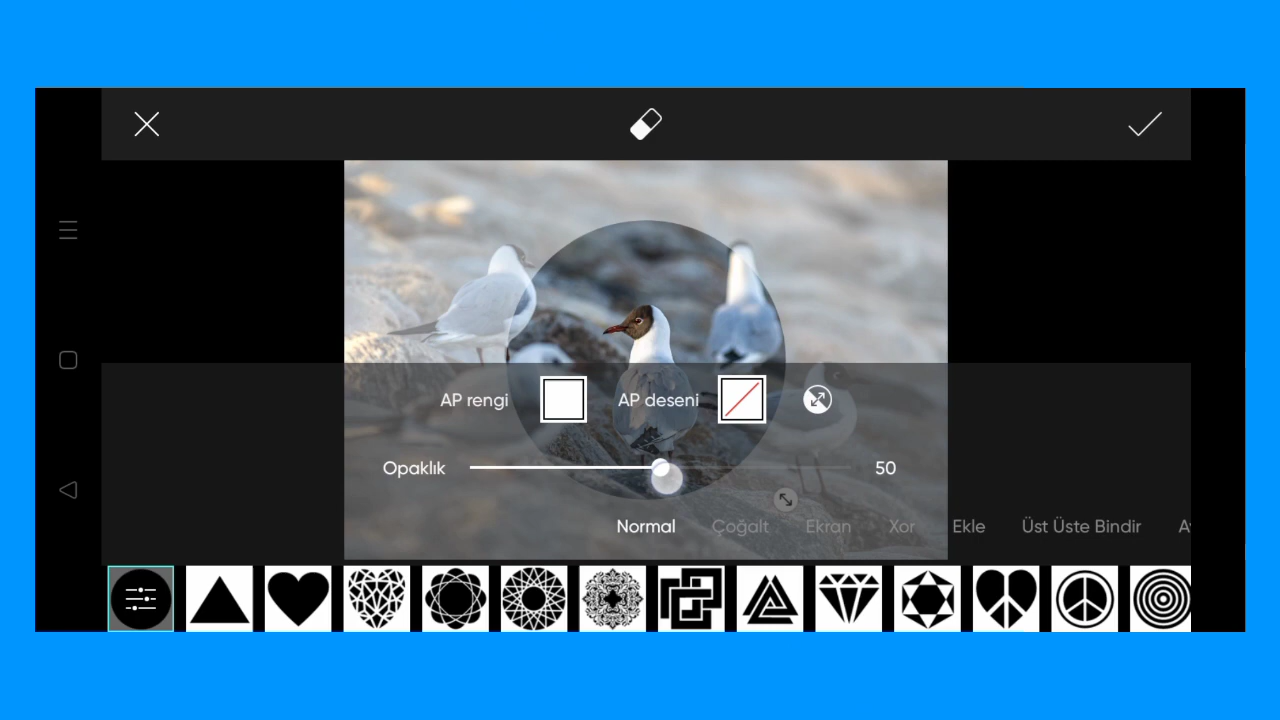 AP rengi AP deseni
Opaklık 50
Normal Çoğalt Ekran Xor Ekle Üst Üste Bindir